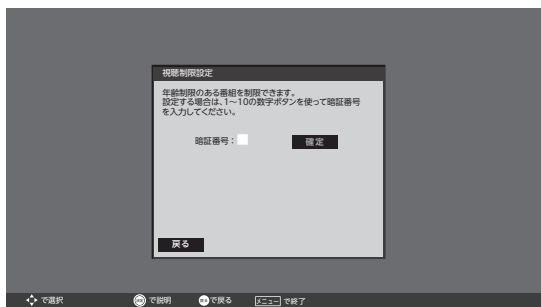 視聴制限設定
年齢制限のある番組を制限できます。
設定する場合は、1～10の数字ボタンを使って暗証番号
を入力してください。
暗証番号：
確定
戻る
で選択 で説明 で戻る メニュー で終了